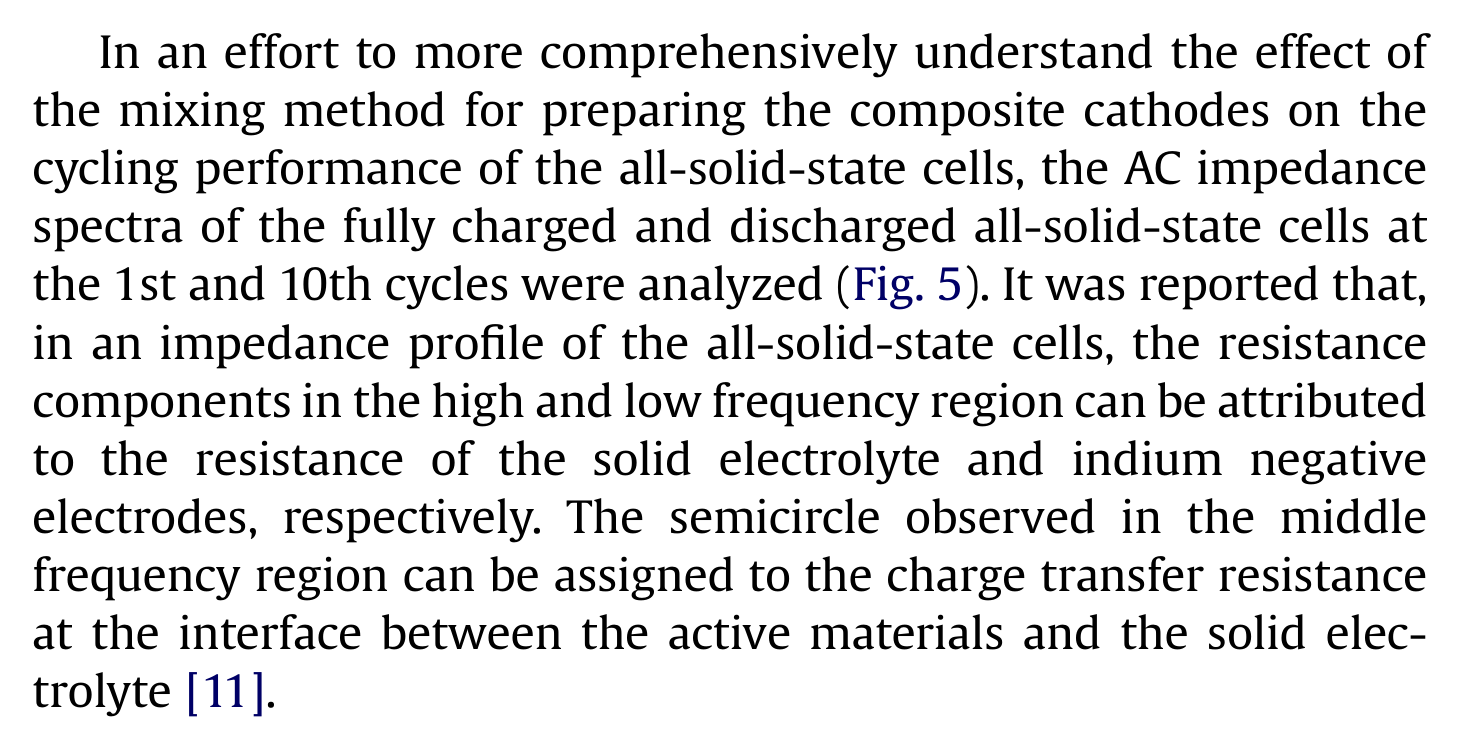 In an effort to more comprehensively understand the effect of
the mixing method for preparing the composite cathodes on the
cycling performance of the all-solid-state cells, the AC impedance
spectra of the fully charged and discharged all-solid-state cells at
the 1st and 10th cycles were analyzed (Fig. 5). It was reported that,
in an impedance profile of the all-solid-state cells, the resistance
components in the high and low frequency region can be attributed
to the resistance of the solid electrolyte and indium negative
electrodes, respectively. The semicircle observed in the middle
frequency region can be assigned to the charge transfer resistance
at the interface between the active materials and the solid elec-
trolyte [11].